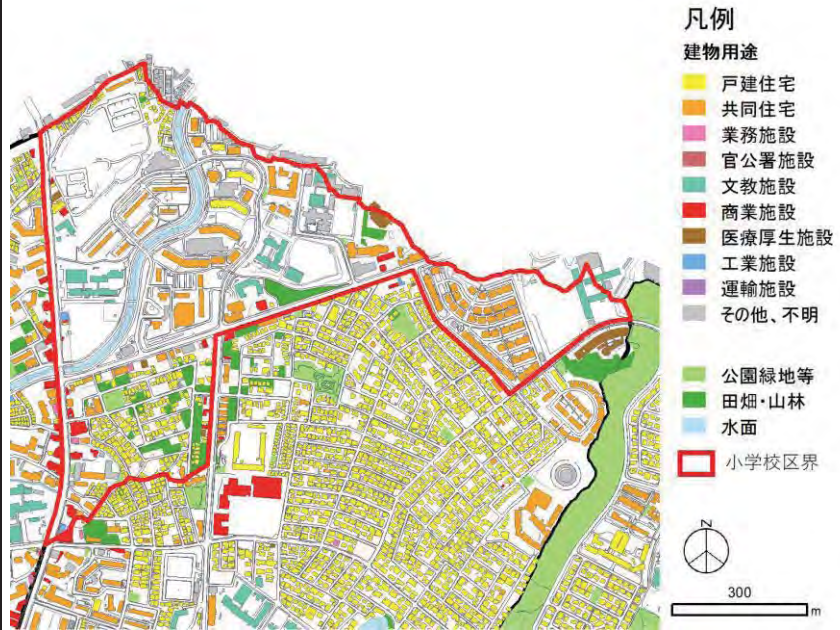 凡例
建物用途
戸建住宅
共同住宅
業務施設
官公署施設
文教施設
商業施設
医療厚生施設
工業施設
運輸施設
その他、不明
公園緑地等
田畑・山林
水面
小学校区界
N
300
m